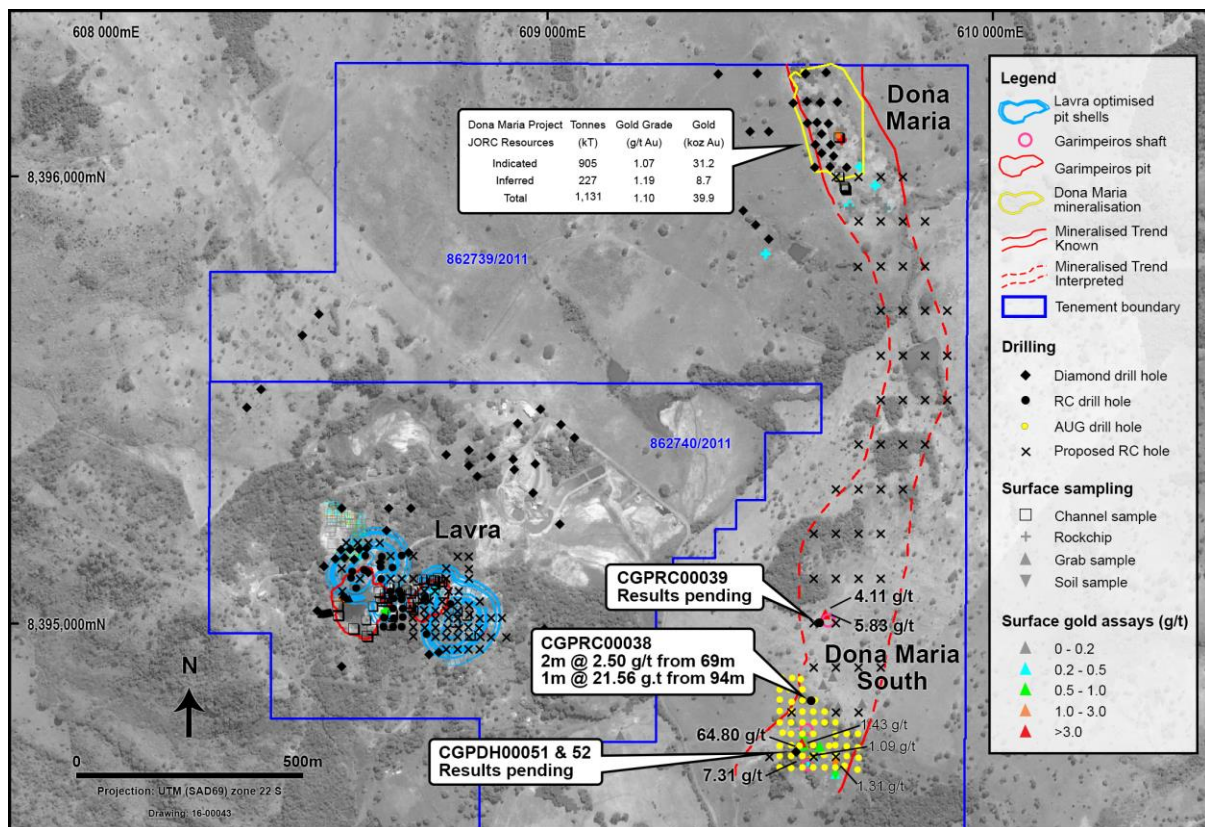 608 000mE
609 000mE
610 000mE
8,396,000mN
8,395,000mN
Dona
Maria
Dona Maria Project Tonnes Gold Grade Gold
JORC Resources (kT) (g/t Au) (koz Au)
Indicated 905 1.07 31.2
Inferred 227 1.19 8.7
Total 1,131 1.10 39.9
862739/2011
862740/2011
Lavra
CGPRC00039
Results pending
4.11 g/t
5.83 g/t
CGPRC00038
2m @ 2.50 g/t from 69m
1m @ 21.56 g.t from 94m
Dona Maria
South
64.80 g/t
1.43 g/t
1.09 g/t
CGPDH00051 & 52
Results pending
7.31 g/t
1.31 g/t
N
500m
0
Projection: UTM (SAD69) zone 22 S
Drawing: 16-00043
Legend
Lavra optimised
pit shells
Garimpeiros shaft
Garimpeiros pit
Dona Maria
mineralisation
Mineralised Trend
Known
Mineralised Trend
Interpreted
Tenement boundary
Drilling
Diamond drill hole
RC drill hole
AUG drill hole
Proposed RC hole
Surface sampling
Channel sample
Rockchip
Grab sample
Soil sample
Surface gold assays (g/t)
0 - 0.2
0.2 - 0.5
0.5 - 1.0
1.0 - 3.0
>3.0